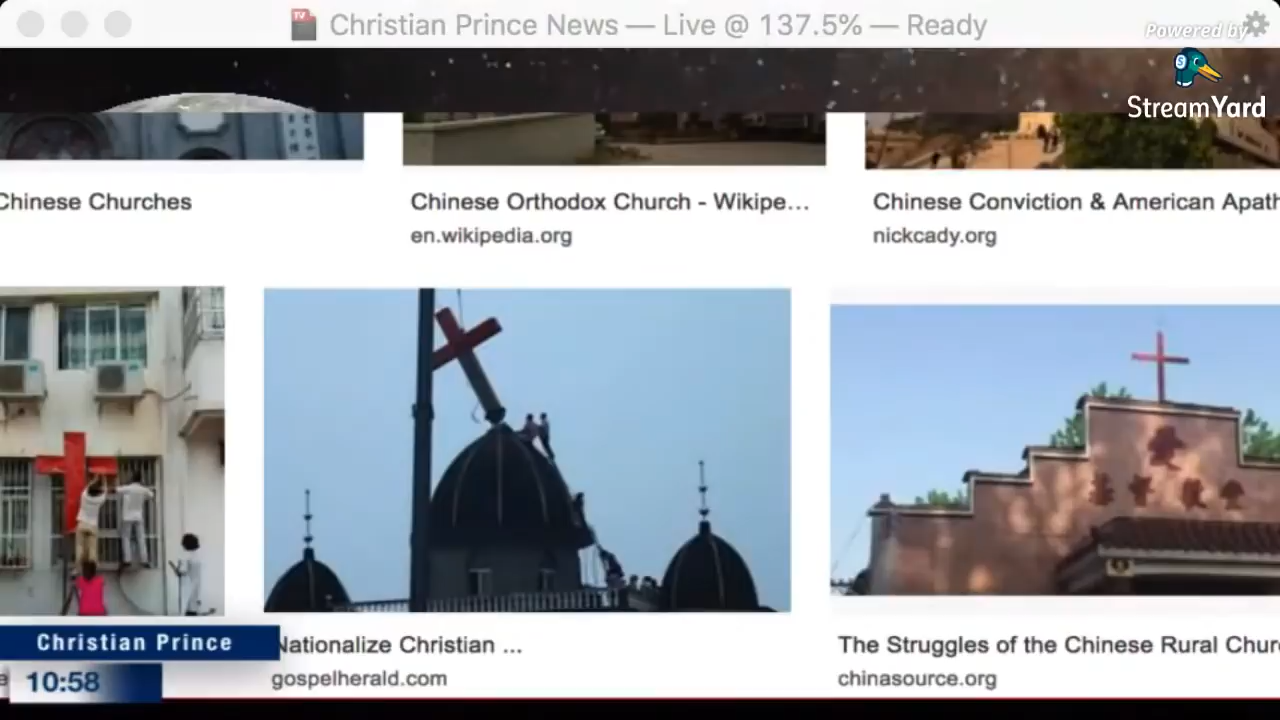 Christian Prince News — Live @ 137.5% — Ready
Powered by
StreamYard
Chinese Churches
Chinese Orthodox Church - Wikipe...
en.wikipedia.org
Chinese Conviction & American Apath
nickcady.org
Nationalize Christian ...
gospelherald.com
The Struggles of the Chinese Rural Chur
chinasource.org
Christian Prince
10:58